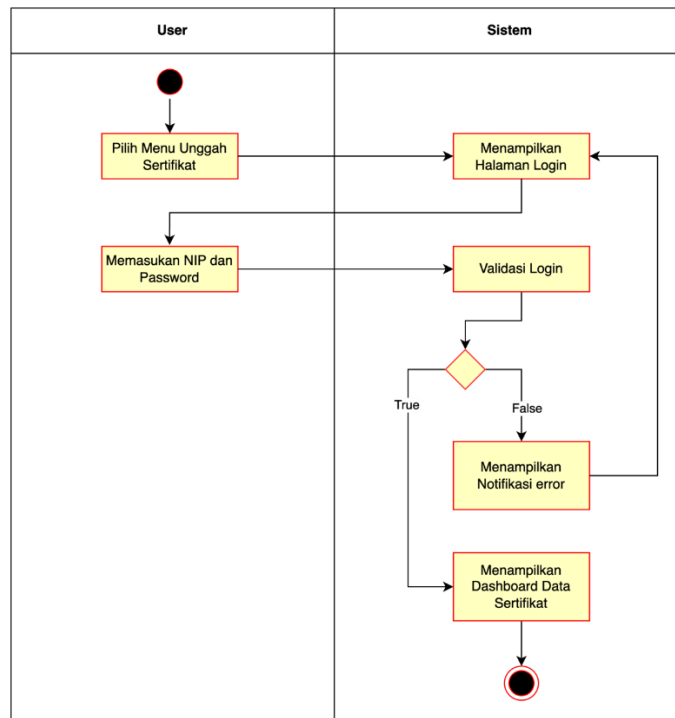 User
Sistem
Pilih Menu Unggah
Sertifikat
Menampilkan
Halaman Login
Memasukan NIP dan
Password
Validasi Login
True
False
Menampilkan
Notifikasi error
Menampilkan
Dashboard Data
Sertifikat